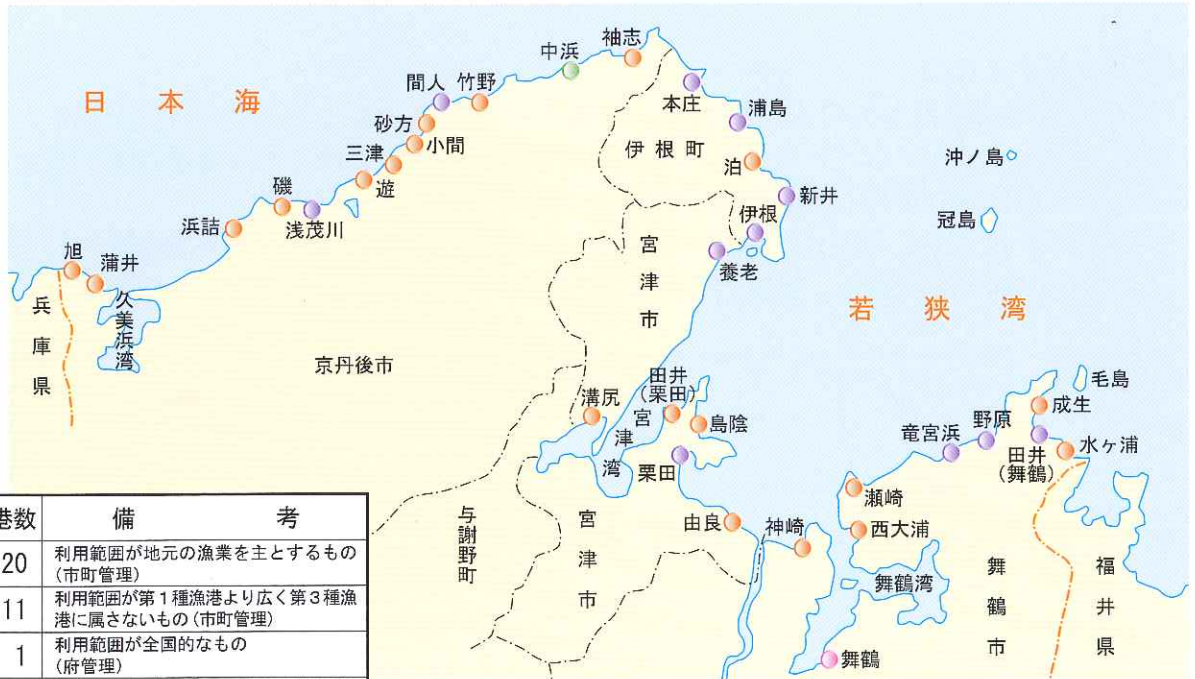 日本海
中浜
袖志
間人
竹野
本庄
浦島
砂方
小間
伊根町
沖ノ島
三津
泊
遊
新井
磯
冠島
伊根
浅茂川
浜詰
宮津市
養老
旭
蒲井
若狭湾
久美浜湾
兵庫県
京丹後市
毛島
田井
(栗田)
成生
溝尻
野原
島陰
宮津湾
竜宮浜
田井
(舞鶴)
水ヶ浦
栗田
瀬崎
与謝野町
由良
神崎
西大浦
宮津市
舞鶴湾
舞鶴市
福井県
舞鶴
港数 備考
20 利用範囲が地元の漁業を主とするもの
(市町管理)
11 利用範囲が第1種漁港より広く第3種漁
港に属さないもの(市町管理)
1 利用範囲が全国的なもの
(府管理)